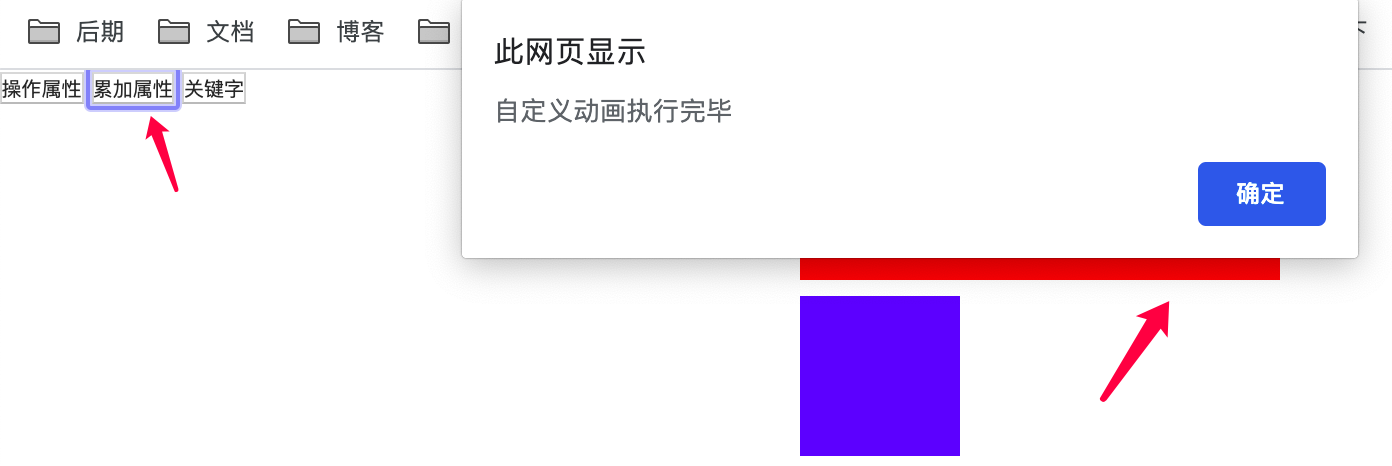 后期 文档 博客
此网页显示
操作属性 累加属性 关键字
自定义动画执行完毕
确定